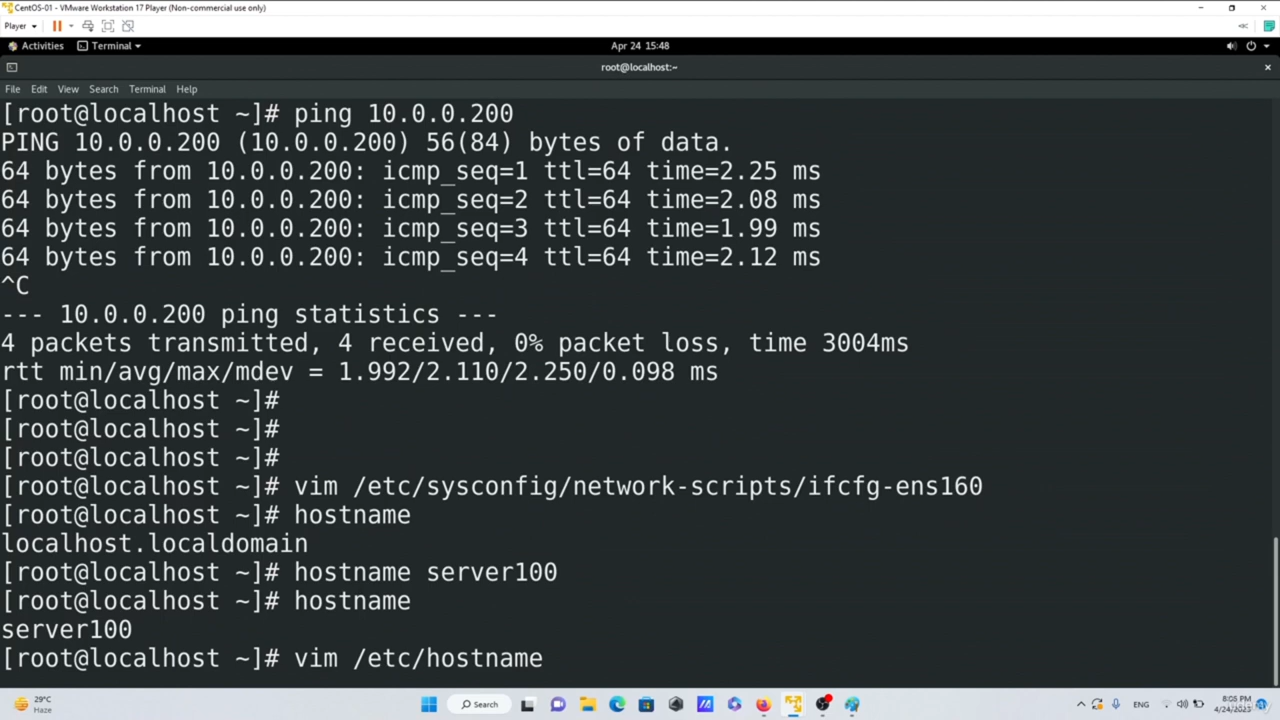 CentOS-01 - VMware Workstation 17 Player (Non-commercial use only)
Player
Activities Terminal Apr 24 15:48
root@localhost:~
File Edit View Search Terminal Help
[root@localhost ~]# ping 10.0.0.200
PING 10.0.0.200 (10.0.0.200) 56(84) bytes of data.
64 bytes from 10.0.0.200: icmp_seq=1 ttl=64 time=2.25 ms
64 bytes from 10.0.0.200: icmp_seq=2 ttl=64 time=2.08 ms
64 bytes from 10.0.0.200: icmp_seq=3 ttl=64 time=1.99 ms
64 bytes from 10.0.0.200: icmp_seq=4 ttl=64 time=2.12 ms
^C
--- 10.0.0.200 ping statistics ---
4 packets transmitted, 4 received, 0% packet loss, time 3004ms
rtt min/avg/max/mdev = 1.992/2.110/2.250/0.098 ms
[root@localhost ~]#
[root@localhost ~]#
[root@localhost ~]#
[root@localhost ~]# vim /etc/sysconfig/network-scripts/ifcfg-ens160
[root@localhost ~]# hostname
localhost.localdomain
[root@localhost ~]# hostname server100
[root@localhost ~]# hostname
server100
[root@localhost ~]# vim /etc/hostname
29°C
Haze
Search
ENG
8:05 PM
4/24/2023